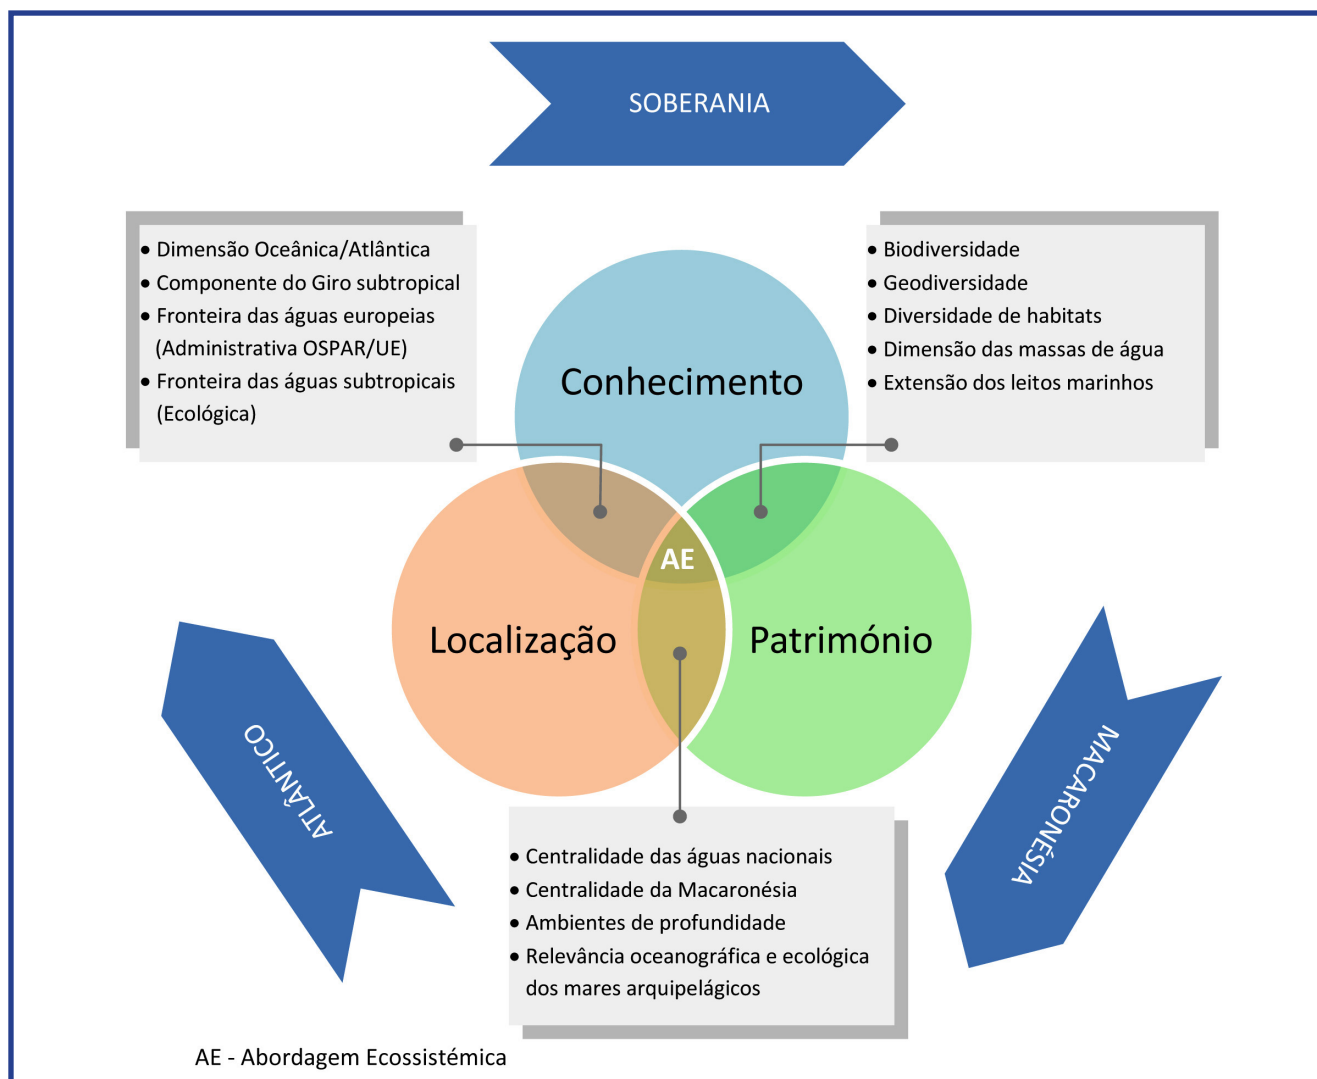 SOBERANIA
• Dimensão Oceânica/Atlântica
• Componente do Giro subtropical
• Fronteira das águas europeias
(Administrativa OSPAR/UE)
• Fronteira das águas subtropicais
(Ecológica)
• Biodiversidade
• Geodiversidade
• Diversidade de habitats
• Dimensão das massas de água
• Extensão dos leitos marinhos
Conhecimento
AE
Localização
Património
ATLÂNTICO
MACARONÉSIA
• Centralidade das águas nacionais
• Centralidade da Macaronésia
• Ambientes de profundidade
• Relevância oceanográfica e ecológica
dos mares arquipelágicos
AE - Abordagem Ecossistémica